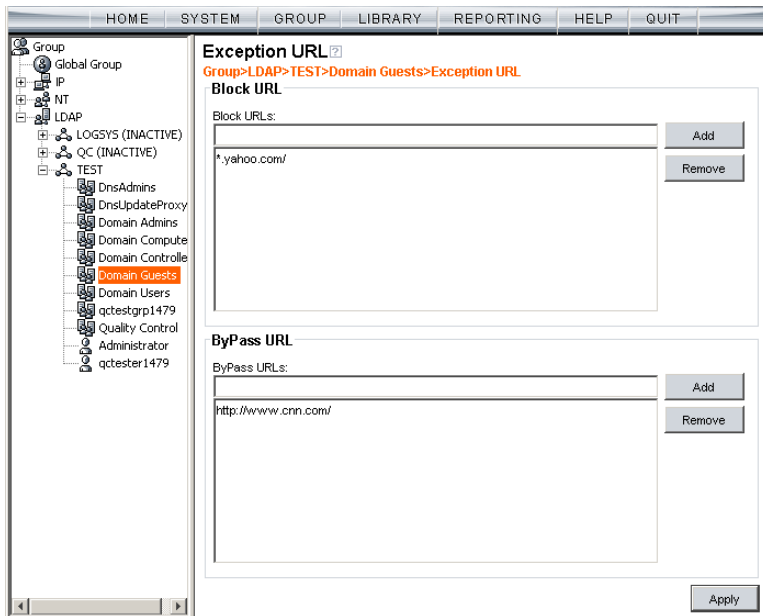 HOME SYSTEM GROUP LIBRARY REPORTING HELP QUIT
Group
Global Group
IP
NT
LDAP
LOGSYS (INACTIVE)
QC (INACTIVE)
TEST
DnsAdmins
DnsUpdateProxy
Domain Admins
Domain Compute
Domain Controlle
Domain Guests
Domain Users
qctestgrp1479
Quality Control
Administrator
qctester1479
Exception URL ?
Group>LDAP>TEST>Domain Guests>Exception URL
Block URL
Block URLs:
Add
*.yahoo.com/
Remove
ByPass URL
ByPass URLs:
Add
http://www.cnn.com/
Remove
Apply